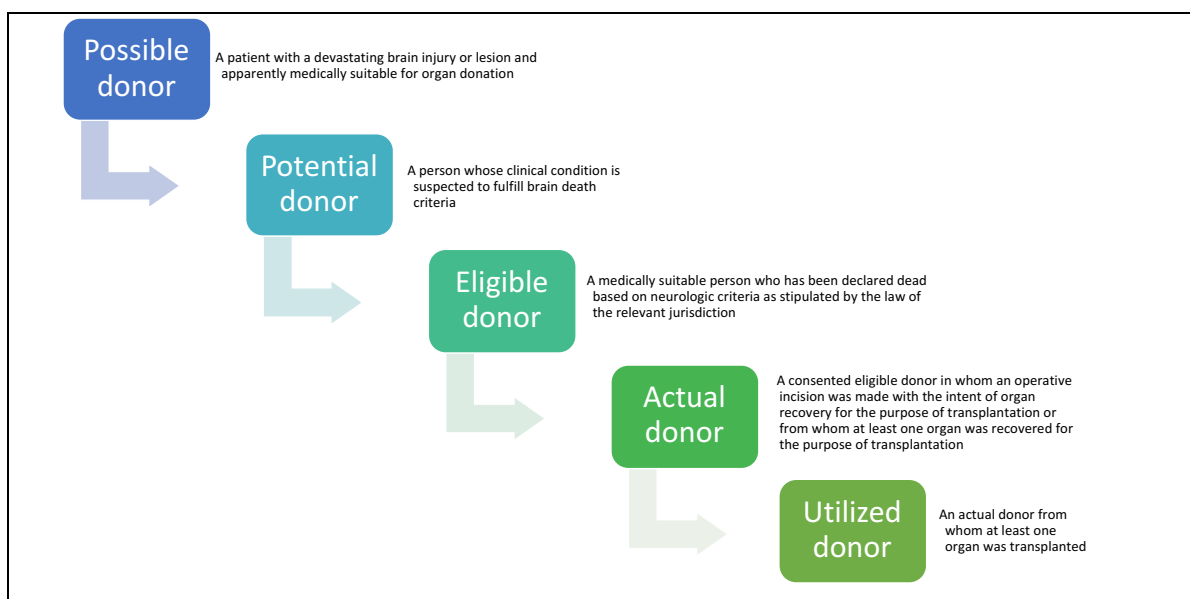 Possible
donor
A patient with a devastating brain injury or lesion and
apparently medically suitable for organ donation
Potential
donor
A person whose clinical condition is
suspected to fulfill brain death
criteria
Eligible
donor
A medically suitable person who has been declared dead
based on neurologic criteria as stipulated by the law of
the relevant jurisdiction
Actual
donor
A consented eligible donor in whom an operative
incision was made with the intent of organ
recovery for the purpose of transplantation or
from whom at least one organ was recovered for
the purpose of transplantation
Utilized
donor
An actual donor from
whom at least one
organ was transplanted